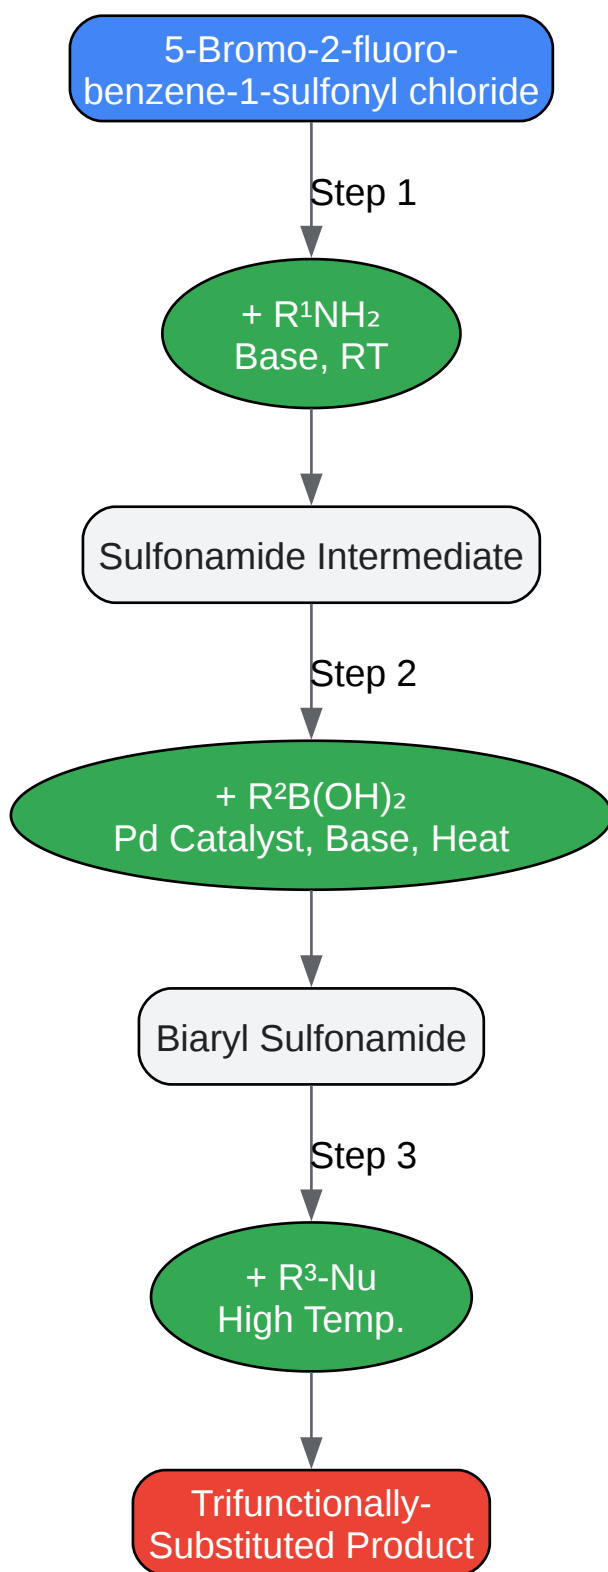 5-Bromo-2-fluoro-
benzene-1-sulfonyl chloride
Step 1
+ R¹NH₂
Base, RT
Sulfonamide Intermediate
Step 2
+ R²B(OH)₂
Pd Catalyst, Base, Heat
Biaryl Sulfonamide
Step 3
+ R³-Nu
High Temp.
Trifunctionally-
Substituted Product